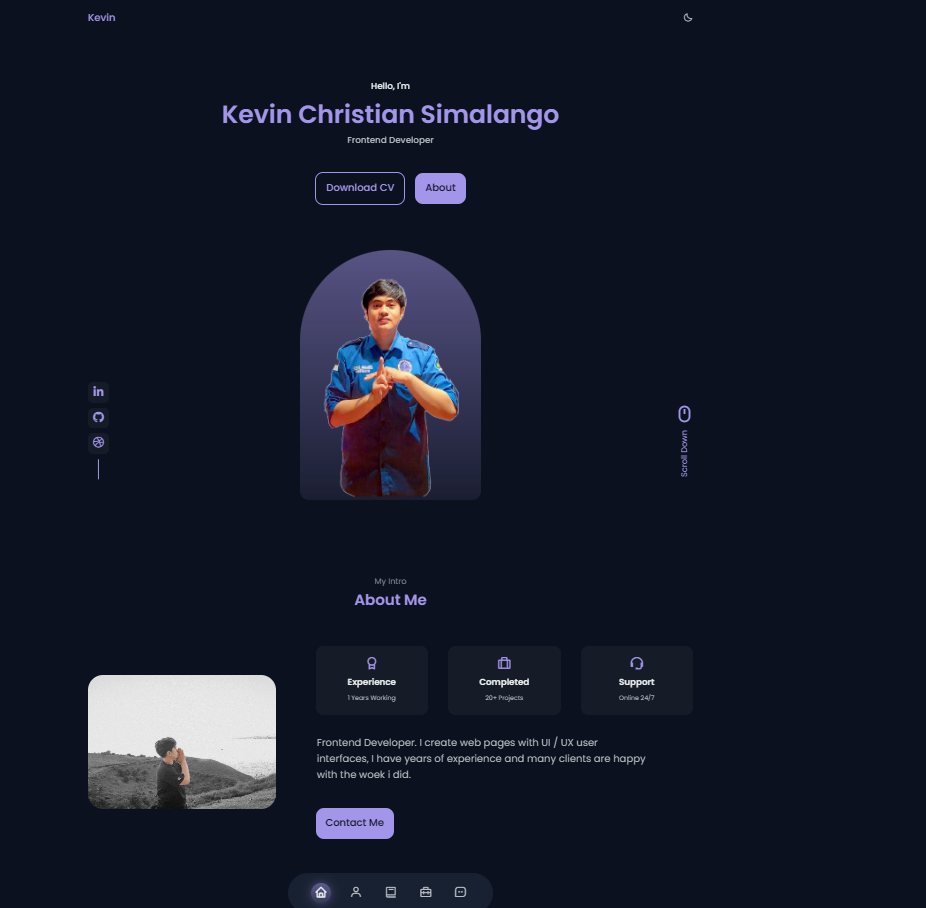 Kevin
Hello, I'm
Kevin Christian Simalango
Frontend Developer
Download CV
About
Scroll Down
My Intro
About Me
Experience
1 Years Working
Completed
20+ Projects
Support
Online 24/7
Frontend Developer. I create web pages with UI / UX user
interfaces, I have years of experience and many clients are happy
with the woek i did.
Contact Me